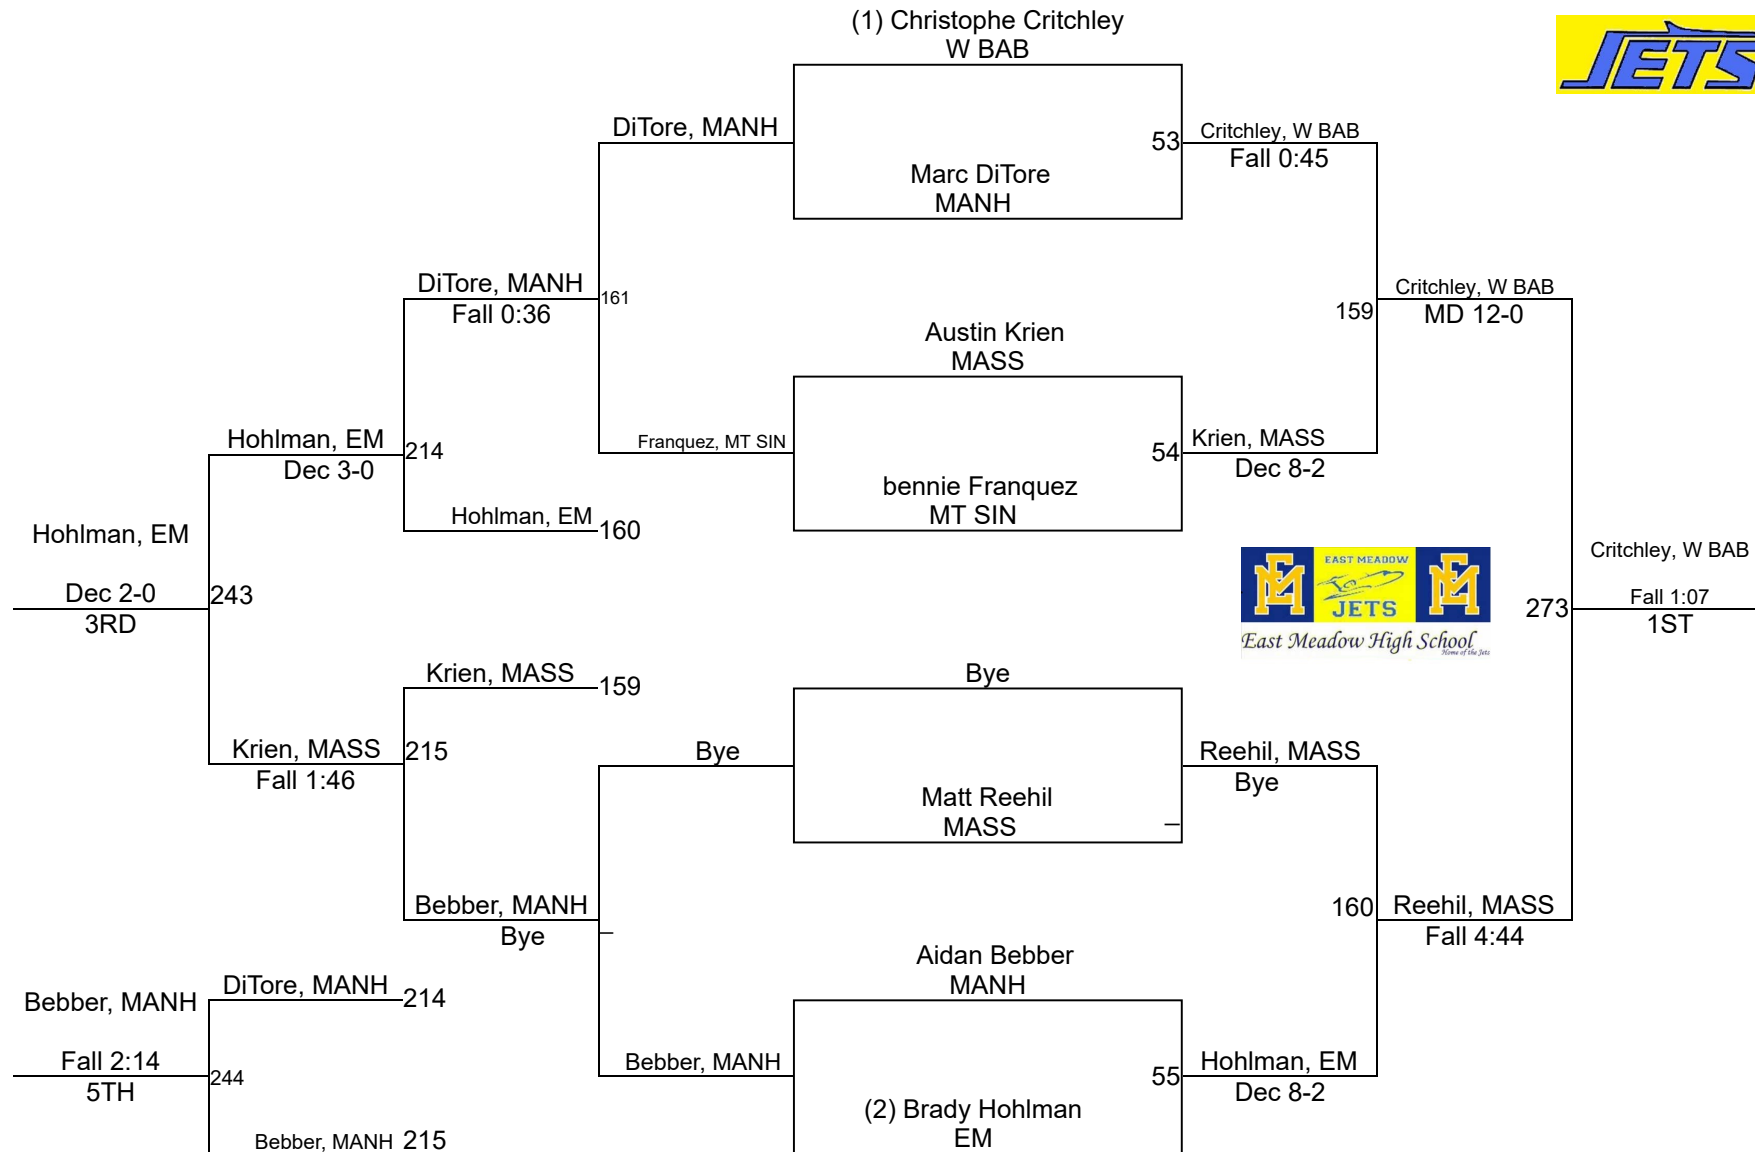 (1) Christophe Critchley
W BAB
JETS
DiTore, MANH
53
Critchley, W BAB
Fall 0:45
Marc DiTore
MANH
DiTore, MANH
Fall 0:36
161
Critchley, W BAB
MD 12-0
159
Austin Krien
MASS
Hohlman, EM
Dec 3-0
214
Franquez, MT SIN
54
Krien, MASS
Dec 8-2
bennie Franquez
MT SIN
Hohlman, EM
160
Hohlman, EM
Dec 2-0
3RD
243
EM
EAST MEADOW
JETS
EM
East Meadow High School
Home of the Jets
Critchley, W BAB
273
Fall 1:07
1ST
Krien, MASS
159
Bye
Krien, MASS
Fall 1:46
215
Bye
Reehil, MASS
Bye
Matt Reehil
MASS
Bebber, MANH
Bye
160
Reehil, MASS
Fall 4:44
Aidan Bebber
MANH
DiTore, MANH
214
Bebber, MANH
Fall 2:14
5TH
244
Bebber, MANH
55
Hohlman, EM
Dec 8-2
(2) Brady Hohlman
EM
Bebber, MANH
215